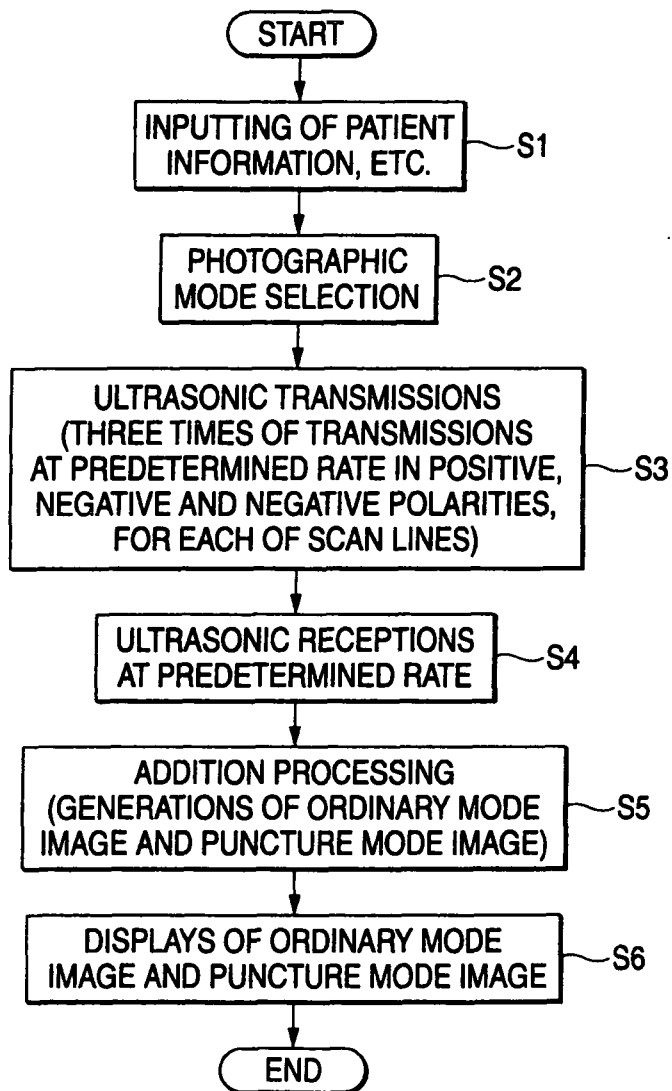 START
INPUTTING OF PATIENT
INFORMATION, ETC.
S1
PHOTOGRAPHIC
MODE SELECTION
S2
ULTRASONIC TRANSMISSIONS
(THREE TIMES OF TRANSMISSIONS
AT PREDETERMINED RATE IN POSITIVE,
NEGATIVE AND NEGATIVE POLARITIES,
FOR EACH OF SCAN LINES)
S3
ULTRASONIC RECEPTIONS
AT PREDETERMINED RATE
S4
ADDITION PROCESSING
(GENERATIONS OF ORDINARY MODE
IMAGE AND PUNCTURE MODE IMAGE)
S5
DISPLAYS OF ORDINARY MODE
IMAGE AND PUNCTURE MODE IMAGE
S6
END